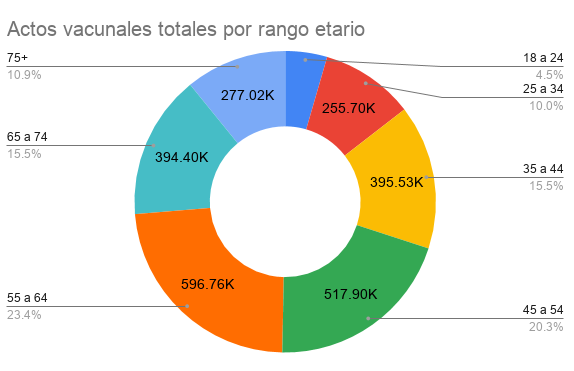 Actos vacunales totales por rango etario
75+
10.9%
18 a 24
4.5%
25 a 34
10.0%
277.02K
255.70K
65 a 74
15.5%
394.40K
35 a 44
15.5%
395.53K
596.76K
517.90K
55 a 64
23.4%
45 a 54
20.3%